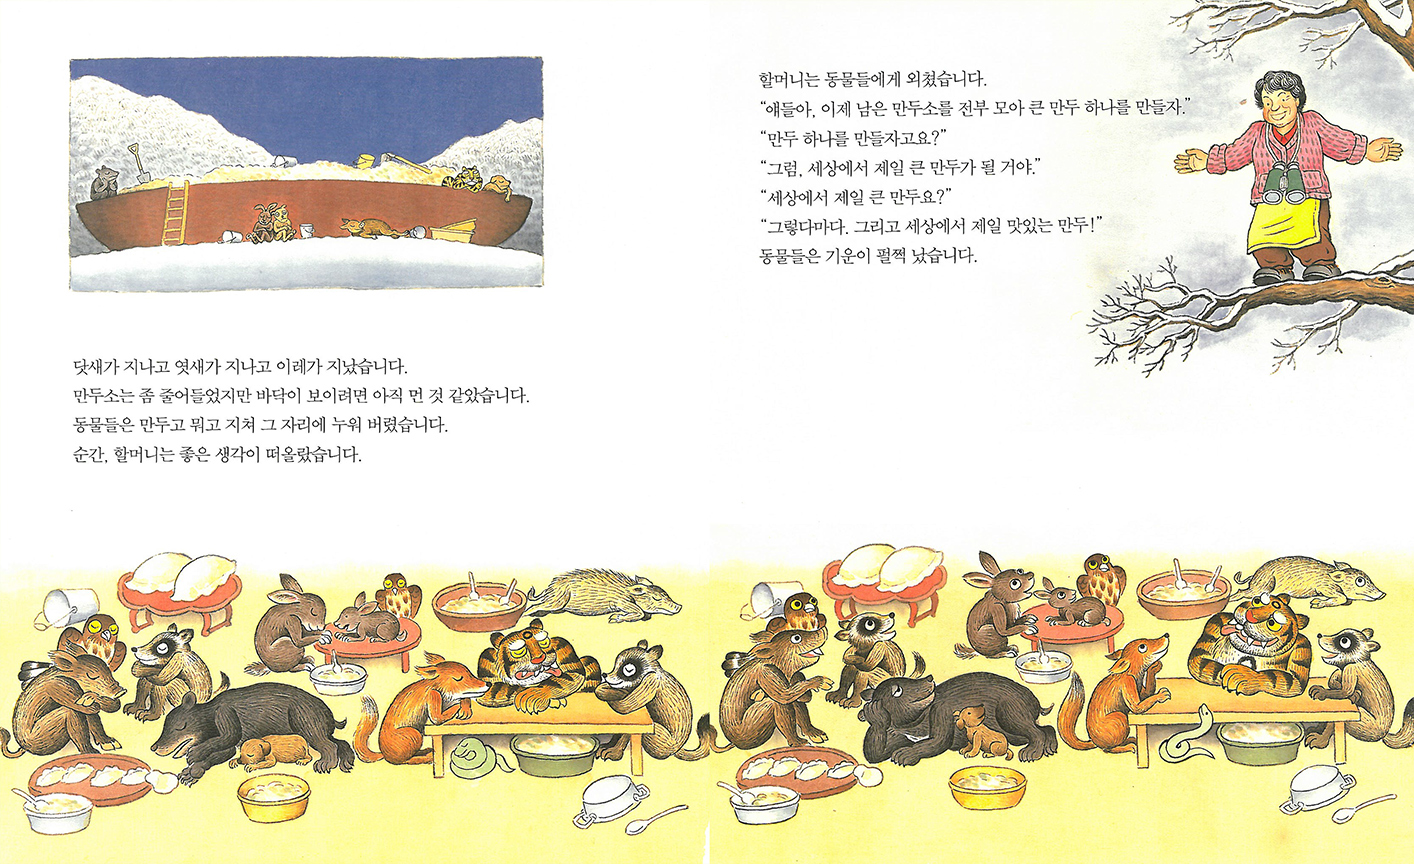 닷새가 지나고 엿새가 지나고 이레가 지났습니다.
만두소는 좀 줄어들었지만 바닥이 보이려면 아직 먼 것 같았습니다.
동물들은 만두고 뭐고 지쳐 그 자리에 누워 버렸습니다.
순간, 할머니는 좋은 생각이 떠올랐습니다.
할머니는 동물들에게 외쳤습니다.
“얘들아, 이제 남은 만두소를 전부 모아 큰 만두 하나를 만들자.”
“만두 하나를 만들자고요?”
“그럼, 세상에서 제일 큰 만두가 될 거야.”
“세상에서 제일 큰 만두요?”
“그렇다마다. 그리고 세상에서 제일 맛있는 만두!”
동물들은 기운이 펄쩍 났습니다.